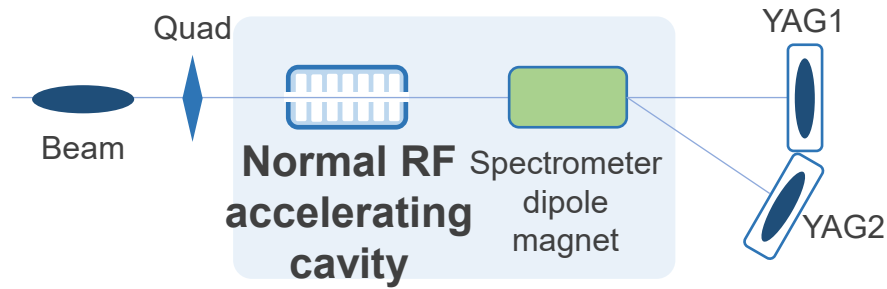 Quad
YAG1
Beam
Normal RF
accelerating
cavity
Spectrometer
dipole
magnet
YAG2